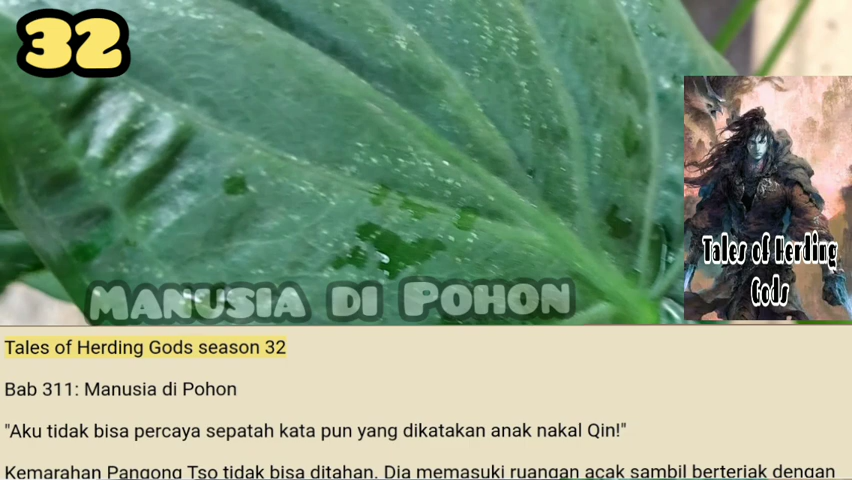 32
Tales of Herding
Gods
MANUSIA DI POHON
Tales of Herding Gods season 32
Bab 311: Manusia di Pohon
"Aku tidak bisa percaya sepatah kata pun yang dikatakan anak nakal Qin!"
Kemarahan Pangong Tso tidak bisa ditahan. Dia memasuki ruangan acak sambil berteriak dengan